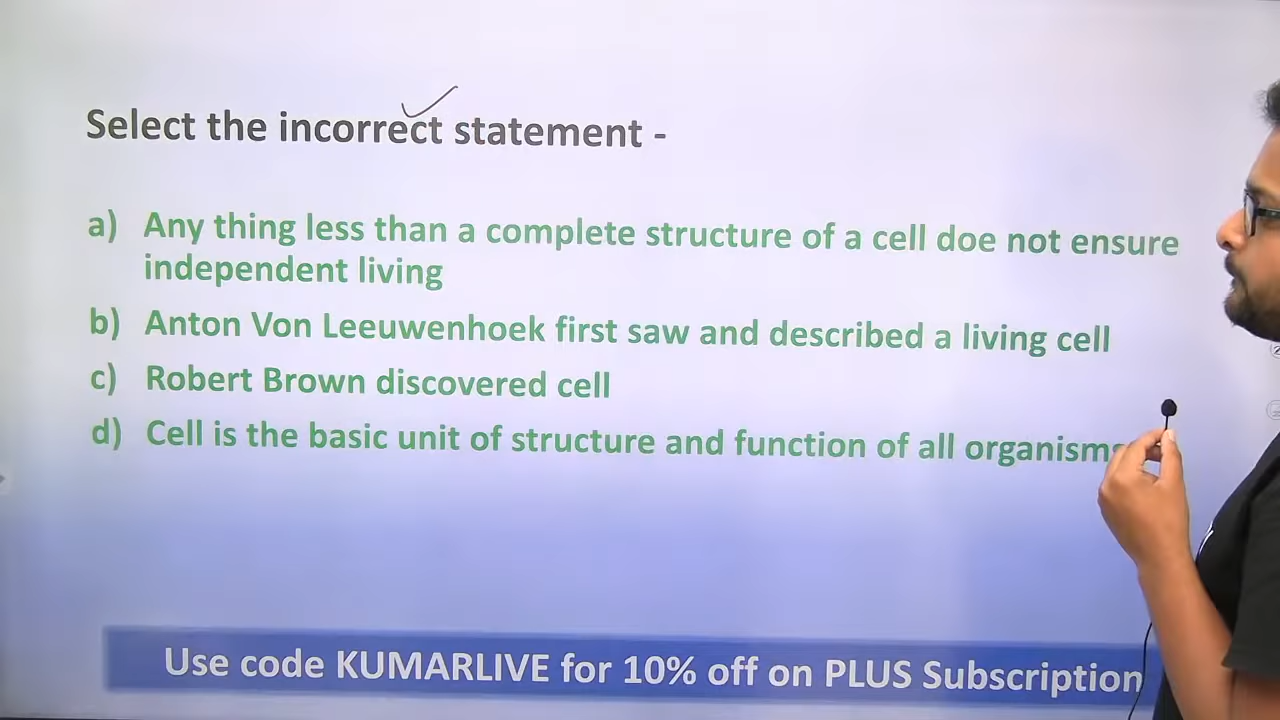 Select the incorrect statement -
a) Any thing less than a complete structure of a cell doe not ensure
independent living
b) Anton Von Leeuwenhoek first saw and described a living cell
c) Robert Brown discovered cell
d) Cell is the basic unit of structure and function of all organisms
Use code KUMARLIVE for 10% off on PLUS Subscription